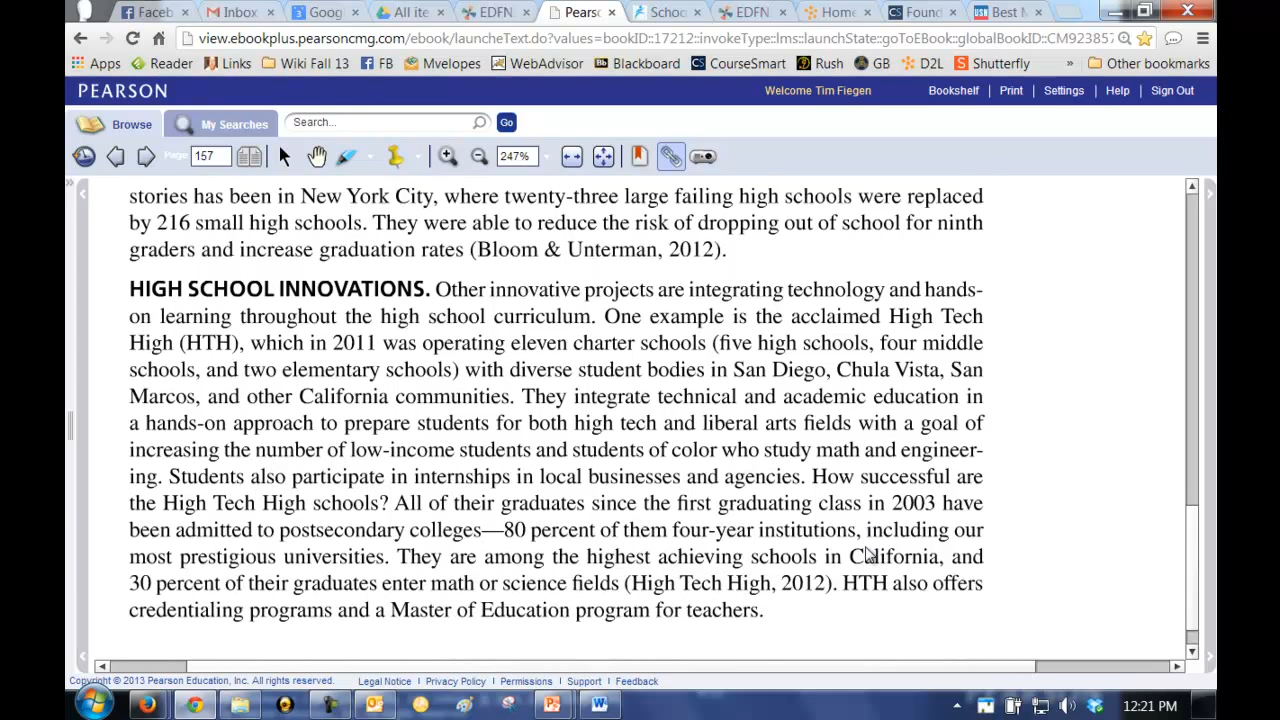 Faceb
Inbox
Goog
All ite
EDFN
Pearsc
Schoo
EDFN
Home
Found
Best M
view.ebookplus.pearsoncmg.com/ebook/launcheText.do?values=bookID::17212::invokeType::lms::launchState::goToEBook::globalBookID::CM923857
Apps
Reader
Links
Wiki Fall 13
FB
Mvelopes
WebAdvisor
Blackboard
CourseSmart
Rush
GB
D2L
Shutterfly
»
Other bookmarks
PEARSON
Welcome Tim Fiegen
Bookshelf | Print | Settings | Help | Sign Out
Browse
My Searches
Search...
Go
Page 157
247%
stories has been in New York City, where twenty-three large failing high schools were replaced
by 216 small high schools. They were able to reduce the risk of dropping out of school for ninth
graders and increase graduation rates (Bloom & Unterman, 2012).
HIGH SCHOOL INNOVATIONS. Other innovative projects are integrating technology and hands-
on learning throughout the high school curriculum. One example is the acclaimed High Tech
High (HTH), which in 2011 was operating eleven charter schools (five high schools, four middle
schools, and two elementary schools) with diverse student bodies in San Diego, Chula Vista, San
Marcos, and other California communities. They integrate technical and academic education in
a hands-on approach to prepare students for both high tech and liberal arts fields with a goal of
increasing the number of low-income students and students of color who study math and engineer-
ing. Students also participate in internships in local businesses and agencies. How successful are
the High Tech High schools? All of their graduates since the first graduating class in 2003 have
been admitted to postsecondary colleges—80 percent of them four-year institutions, including our
most prestigious universities. They are among the highest achieving schools in California, and
30 percent of their graduates enter math or science fields (High Tech High, 2012). HTH also offers
credentialing programs and a Master of Education program for teachers.
Copyright © 2013 Pearson Education, Inc. All rights reserved.
Legal Notice | Privacy Policy | Permissions | Support | Feedback
12:21 PM